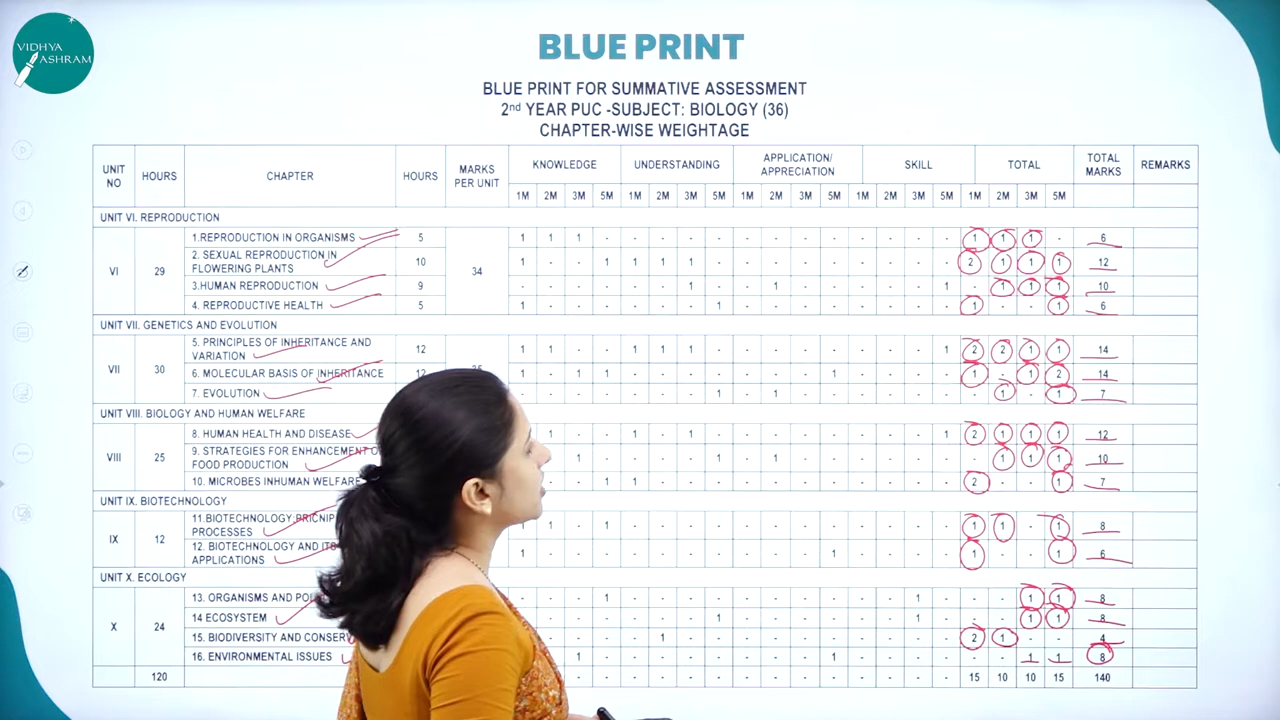 VIDHYA
ASHRAM
BLUE PRINT
BLUE PRINT FOR SUMMATIVE ASSESSMENT
2nd YEAR PUC -SUBJECT: BIOLOGY (36)
CHAPTER-WISE WEIGHTAGE
UNIT NO HOURS CHAPTER HOURS MARKS PER UNIT KNOWLEDGE UNDERSTANDING APPLICATION/ APPRECIATION SKILL TOTAL TOTAL MARKS REMARKS
1M 2M 3M 5M 1M 2M 3M 5M 1M 2M 3M 5M 1M 2M 3M 5M 1M 2M 3M 5M
UNIT VI. REPRODUCTION
VI 29 34
1.REPRODUCTION IN ORGANISMS 5 1 1 1 - - - - - - - - - - - - - 1 1 1 - 6
2. SEXUAL REPRODUCTION IN
FLOWERING PLANTS 10 1 - - 1 1 1 1 - - - - - - - - - 2 1 1 1 12
3.HUMAN REPRODUCTION 9 - - - - - - 1 - - 1 - - - - - 1 - 1 1 1 10
4. REPRODUCTIVE HEALTH 5 1 - - - - - - 1 - - - - - - - - 1 - - 1 6
UNIT VII. GENETICS AND EVOLUTION
VII 30
5. PRINCIPLES OF INHERITANCE AND
VARIATION 12 1 1 - - 1 1 1 - - - - - - - - 1 2 2 1 1 14
6. MOLECULAR BASIS OF INHERITANCE 12 1 - 1 1 - - - - - - - 1 - - - - 1 - 1 2 14
7. EVOLUTION - - - - - - - 1 - 1 - - - - - - - 1 - 1 7
UNIT VIII. BIOLOGY AND HUMAN WELFARE
VIII 25
8. HUMAN HEALTH AND DISEASE 1 - - 1 - 1 - - - - - - - - 1 2 1 1 1 12
9. STRATEGIES FOR ENHANCEMENT
FOOD PRODUCTION - 1 - - - - 1 - 1 - - - - - - - 1 1 1 10
10. MICROBES INHUMAN WELFARE - - 1 1 - - - - - - - - - - - 2 - - 1 7
UNIT IX. BIOTECHNOLOGY
IX 12
11.BIOTECHNOLOGY
PROCESSES 1 1 - 1 - - - - - - - - - - - - 1 1 - 1 8
12. BIOTECHNOLOGY AND
APPLICATIONS 1 - - - - - - - - - - 1 - - - - 1 - - 1 6
UNIT X. ECOLOGY
X 24
13. ORGANISMS AND - - - 1 - - - - - - - - - - 1 - - - 1 1 8
14 ECOSYSTEM - - - - - - - 1 - - - - - - 1 - - - 1 1 8
15. BIODIVERSITY AND - - - 1 - - - - - - - - - - 2 1 - - 4
16. ENVIRONMENTAL ISSUES - 1 - - - - - - - - 1 - - - - - - 1 1 8
120 - - - - - - - - - - - - - - - 15 10 10 15 140